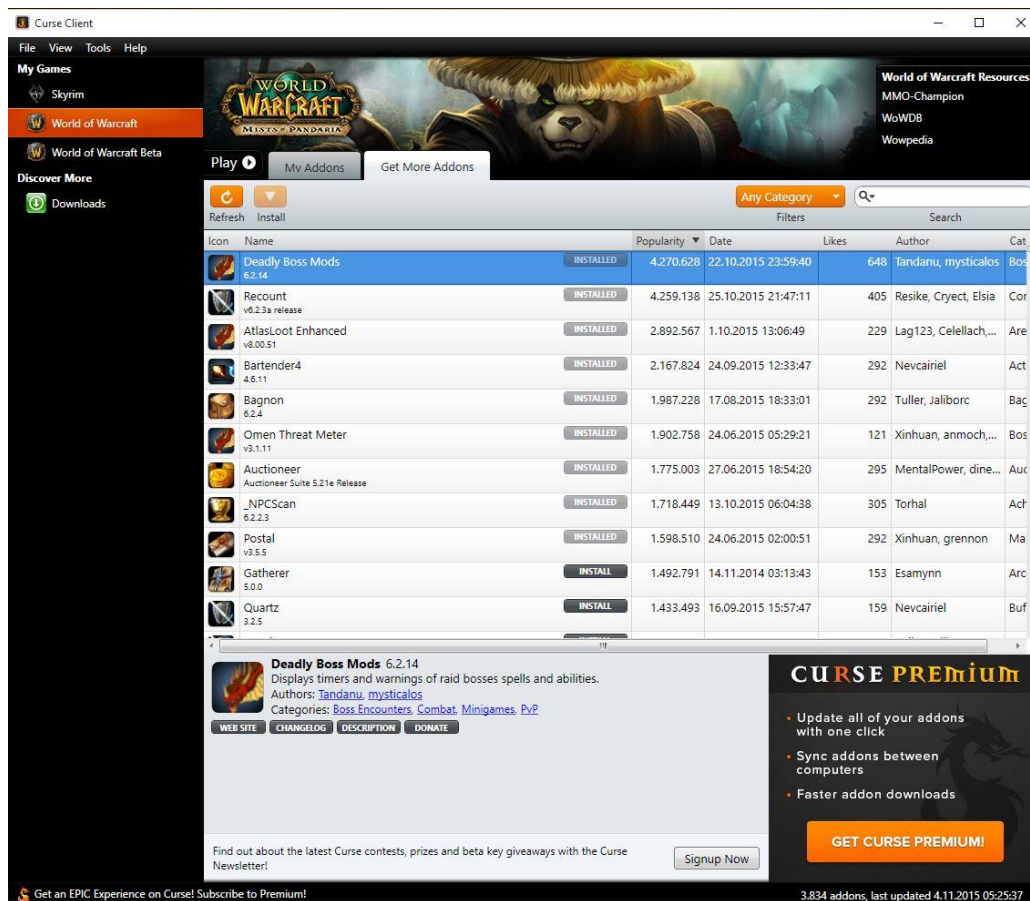 Curse Client
File View Tools Help
My Games
Skyrim
World of Warcraft
World of Warcraft Beta
Discover More
Downloads
WORLD
WARCRAFT
MISTS OF PANDARIA
World of Warcraft Resources
MMO-Champion
WoWDB
Wowpedia
Play My Addons Get More Addons
Refresh Install Any Category Filters Search
Icon Name Popularity Date Likes Author Cat
Deadly Boss Mods INSTALLED 4.270.628 22.10.2015 23:59:40 648 Tandanu, mysticalos Bos
6.2.14
Recount INSTALLED 4.259.138 25.10.2015 21:47:11 405 Resike, Cryect, Elsia Cor
v6.2.3a release
AtlasLoot Enhanced INSTALLED 2.892.567 1.10.2015 13:06:49 229 Lag123, Celellach,... Are
v8.00.51
Bartender4 INSTALLED 2.167.824 24.09.2015 12:33:47 292 Nevcairiel Act
4.6.11
Bagnon INSTALLED 1.987.228 17.08.2015 18:33:01 292 Tuller, Jaliborc Bag
6.2.4
Omen Threat Meter INSTALLED 1.902.758 24.06.2015 05:29:21 121 Xinhuan, anmoch,... Bos
v3.1.11
Auctioneer INSTALLED 1.775.003 27.06.2015 18:54:20 295 MentalPower, dine... Auc
Auctioneer Suite 5.21e Release
_NPCScan INSTALLED 1.718.449 13.10.2015 06:04:38 305 Torhal Ach
6.2.2.3
Postal INSTALLED 1.598.510 24.06.2015 02:00:51 292 Xinhuan, grennon Ma
v3.5.5
Gatherer INSTALL 1.492.791 14.11.2014 03:13:43 153 Esamynn Arc
5.0.0
Quartz INSTALL 1.433.493 16.09.2015 15:57:47 159 Nevcairiel Buf
3.2.5
Deadly Boss Mods 6.2.14
Displays timers and warnings of raid bosses spells and abilities.
Authors: Tandanu, mysticalos
Categories: Boss Encounters, Combat, Minigames, PvP
WEB SITE CHANGELOG DESCRIPTION DONATE
CURSE PREMIUM
• Update all of your addons
with one click
• Sync addons between
computers
• Faster addon downloads
GET CURSE PREMIUM!
Find out about the latest Curse contests, prizes and beta key giveaways with the Curse
Newsletter!
Signup Now
Get an EPIC Experience on Curse! Subscribe to Premium!
3.834 addons, last updated 4.11.2015 05:25:37